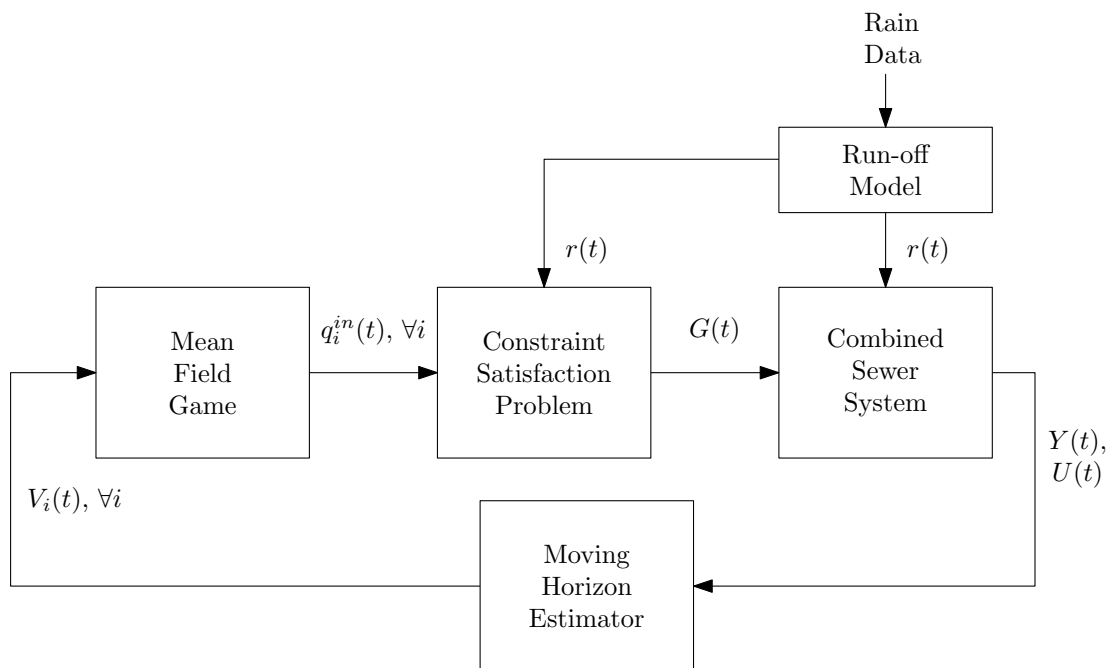 Rain
Data
Run-off
Model
r(t)
r(t)
Mean
Field
Game
q_i^{in}(t), ∀i
Constraint
Satisfaction
Problem
G(t)
Combined
Sewer
System
Y(t),
U(t)
V_i(t), ∀i
Moving
Horizon
Estimator